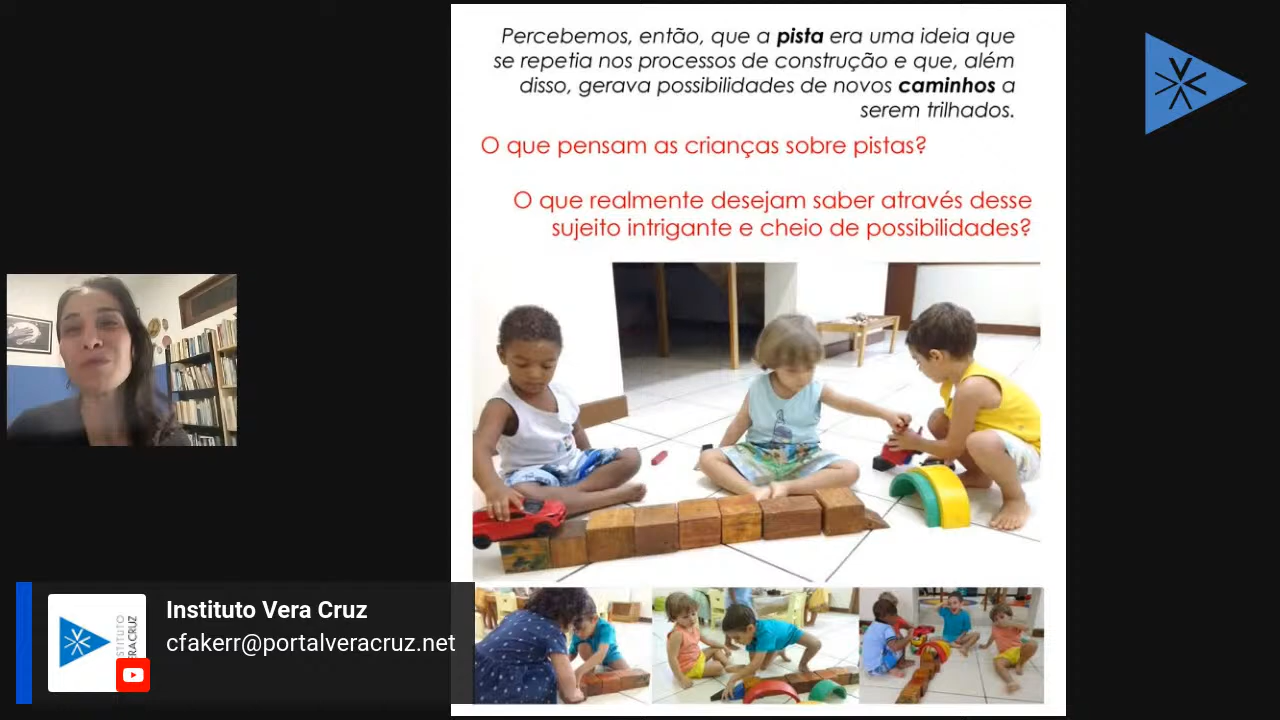 Percebemos, então, que a pista era uma ideia que
se repetia nos processos de construção e que, além
disso, gerava possibilidades de novos caminhos a
serem trilhados.
O que pensam as crianças sobre pistas?
O que realmente desejam saber através desse
sujeito intrigante e cheio de possibilidades?
Instituto Vera Cruz
cfakerr@portalveracruz.net